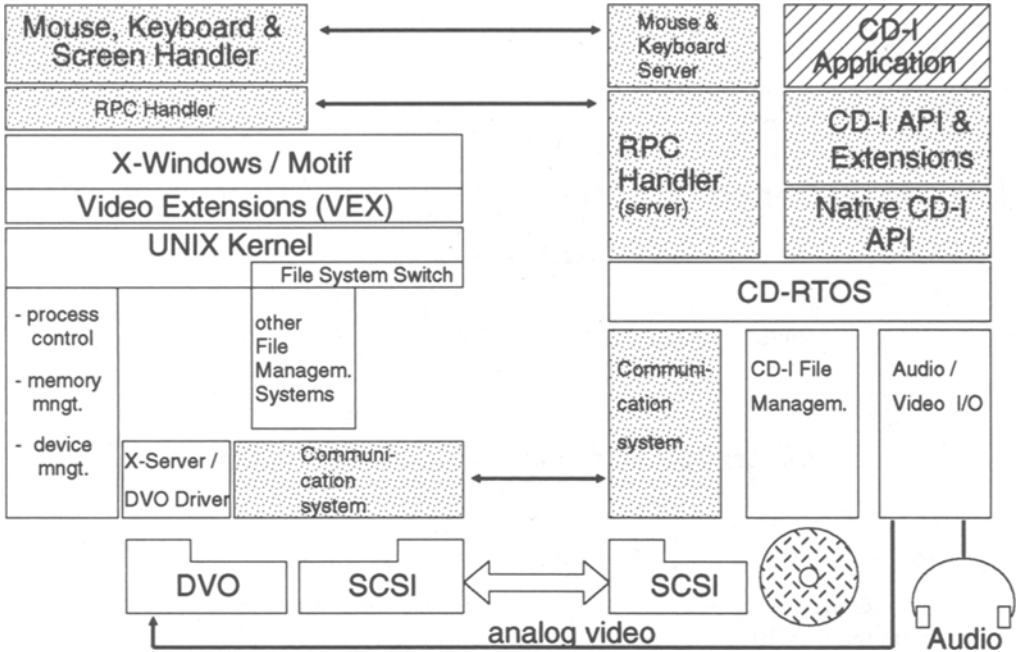 Mouse, Keyboard &
Screen Handler
RPC Handler
X-Windows / Motif
Video Extensions (VEX)
UNIX Kernel
File System Switch
- process
control
- memory
mngt.
- device
mngt.
other
File
Managem.
Systems
X-Server /
DVO Driver
Communi-
cation
system
DVO
SCSI
Mouse &
Keyboard
Server
CD-I
Application
RPC
Handler
(server)
CD-I API &
Extensions
Native CD-I
API
CD-RTOS
Communi-
cation
system
CD-I File
Managem.
Audio /
Video I/O
SCSI
analog video
Audio